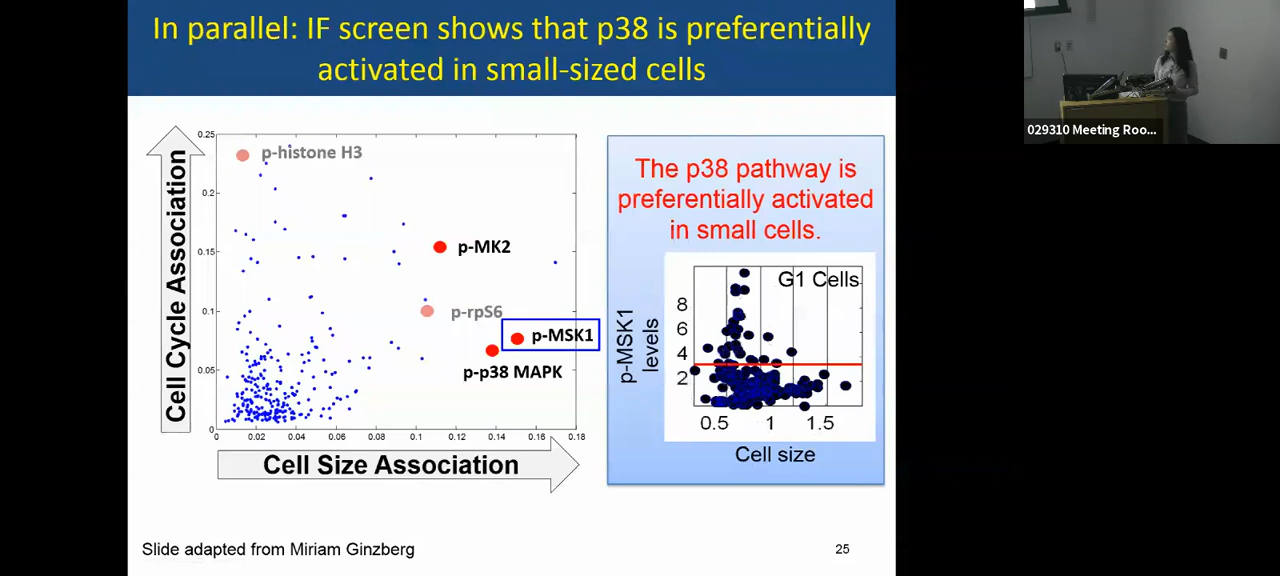 In parallel: IF screen shows that p38 is preferentially
activated in small-sized cells
Cell Cycle Association
0.25
0.2
0.15
0.1
0.05
0
p-histone H3
p-MK2
p-rpS6
p-MSK1
p-p38 MAPK
0
0.02
0.04
0.06
0.08
0.1
0.12
0.14
0.16
0.18
Cell Size Association
The p38 pathway is
preferentially activated
in small cells.
G1 Cells
p-MSK1
levels
8
6
4
2
0.5
1
1.5
Cell size
Slide adapted from Miriam Ginzberg
25
029310 Meeting Roo...